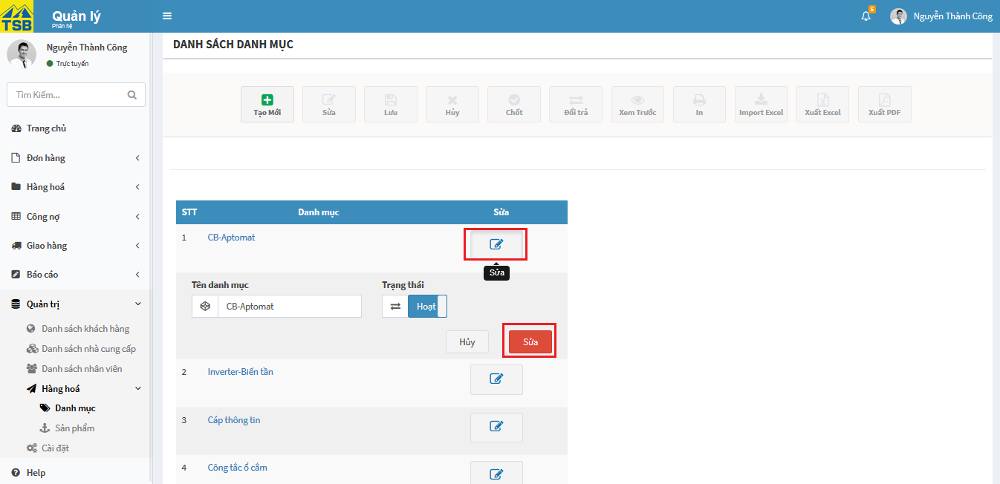 TSB
Quản lý
Phân hệ
5
Nguyễn Thành Công
Nguyễn Thành Công
Trực tuyến
Tìm Kiếm...
Trang chủ
Đơn hàng
Hàng hoá
Công nợ
Giao hàng
Báo cáo
Quản trị
Danh sách khách hàng
Danh sách nhà cung cấp
Danh sách nhân viên
Hàng hoá
Danh mục
Sản phẩm
Cài đặt
Help
DANH SÁCH DANH MỤC
Tạo Mới Sửa Lưu Hủy Chốt Đổi trả Xem Trước In Import Excel Xuất Excel Xuất PDF
STT Danh mục Sửa
1 CB-Aptomat
Sửa
Tên danh mục Trạng thái
CB-Aptomat Hoạt
Hủy Sửa
2 Inverter-Biến tần
3 Cáp thông tin
4 Công tắc ổ cắm